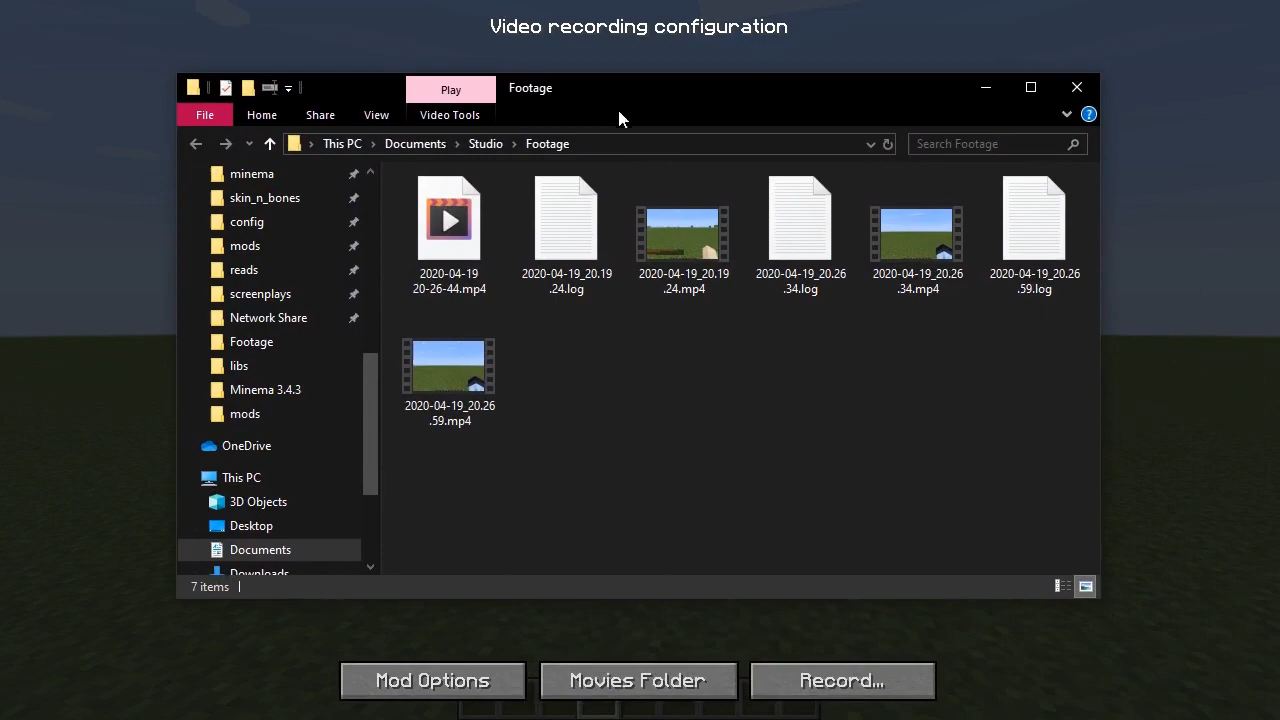 Video recording configuration
Play
Footage
File
Home
Share
View
Video Tools
This PC
Documents
Studio
Footage
Search Footage
minema
skin_n_bones
config
mods
reads
screenplays
Network Share
Footage
libs
Minema 3.4.3
mods
OneDrive
This PC
3D Objects
Desktop
Documents
Downloads
2020-04-19
20-26-44.mp4
2020-04-19_20.19
.24.log
2020-04-19_20.19
.24.mp4
2020-04-19_20.26
.34.log
2020-04-19_20.26
.34.mp4
2020-04-19_20.26
.59.log
2020-04-19_20.26
.59.mp4
7 items
Mod Options
Movies Folder
Record...